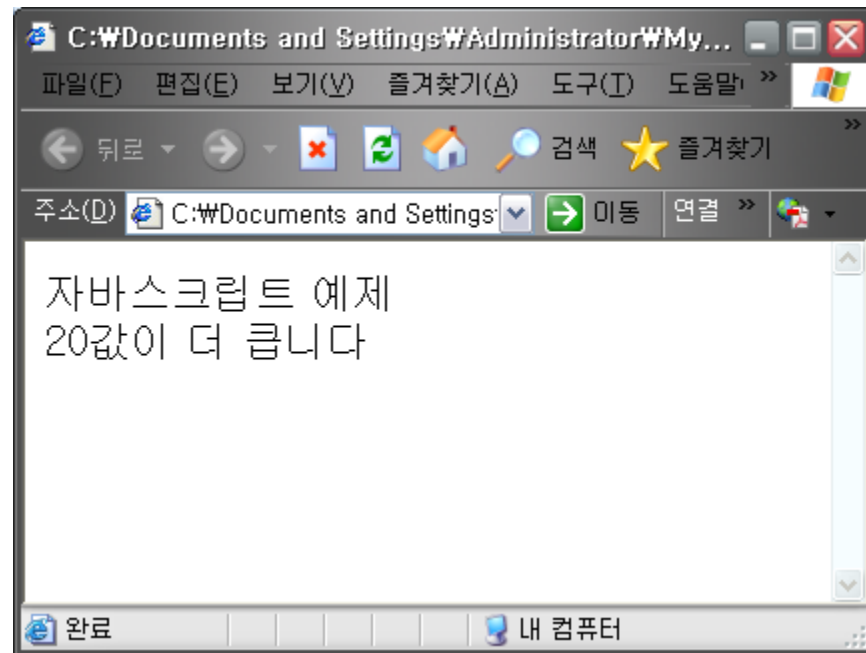 C:₩Documents and Settings₩Administrator₩My...
파일(F) 편집(E) 보기(V) 즐겨찾기(A) 도구(T) 도움말( »
뒤로 검색 즐겨찾기 »
주소(D) C:₩Documents and Settings 이동 연결 »
자바스크립트 예제
20값이 더 큽니다
완료 내 컴퓨터